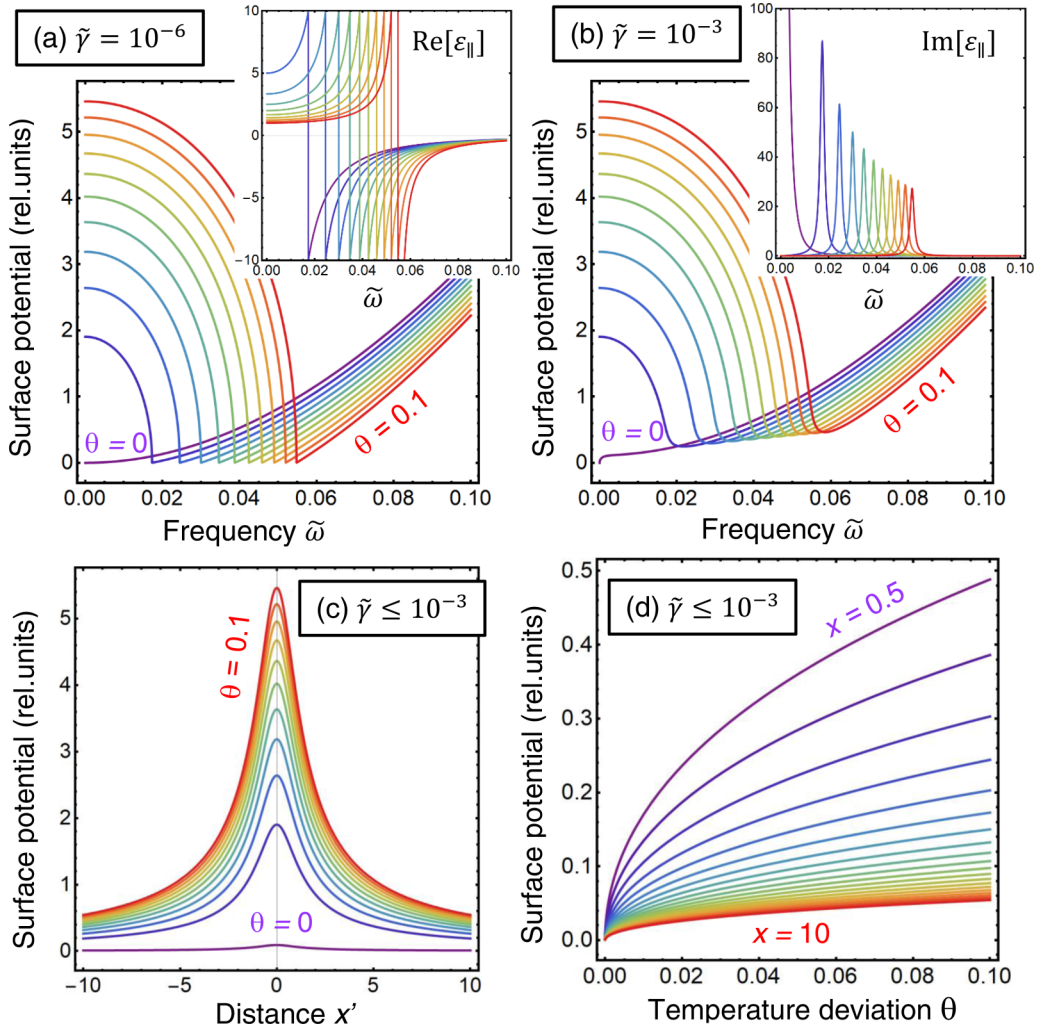 (a) γ̃ = 10⁻⁶
Re[ε∥]
10
5
0
−5
−10
0.00 0.02 0.04 0.06 0.08 0.10
ω̃
Surface potential (rel.units)
5
4
3
2
1
0
θ = 0
θ = 0.1
0.00 0.02 0.04 0.06 0.08 0.10
Frequency ω̃
(b) γ̃ = 10⁻³
Im[ε∥]
100
80
60
40
20
0
0.00 0.02 0.04 0.06 0.08 0.10
ω̃
Surface potential (rel.units)
5
4
3
2
1
0
θ = 0
θ = 0.1
0.00 0.02 0.04 0.06 0.08 0.10
Frequency ω̃
(c) γ̃ ≤ 10⁻³
Surface potential (rel.units)
5
4
3
2
1
0
θ = 0.1
θ = 0
−10 −5 0 5 10
Distance x'
(d) γ̃ ≤ 10⁻³
Surface potential (rel.units)
0.5
0.4
0.3
0.2
0.1
0.0
x = 0.5
x = 10
0.00 0.02 0.04 0.06 0.08 0.10
Temperature deviation θ